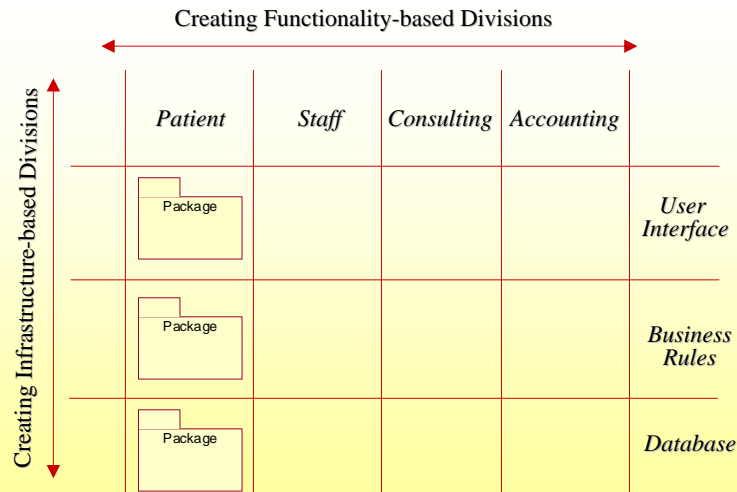 Creating Functionality-based Divisions
Creating Infrastructure-based Divisions
Patient
Staff
Consulting
Accounting
Package
User
Interface
Package
Business
Rules
Package
Database